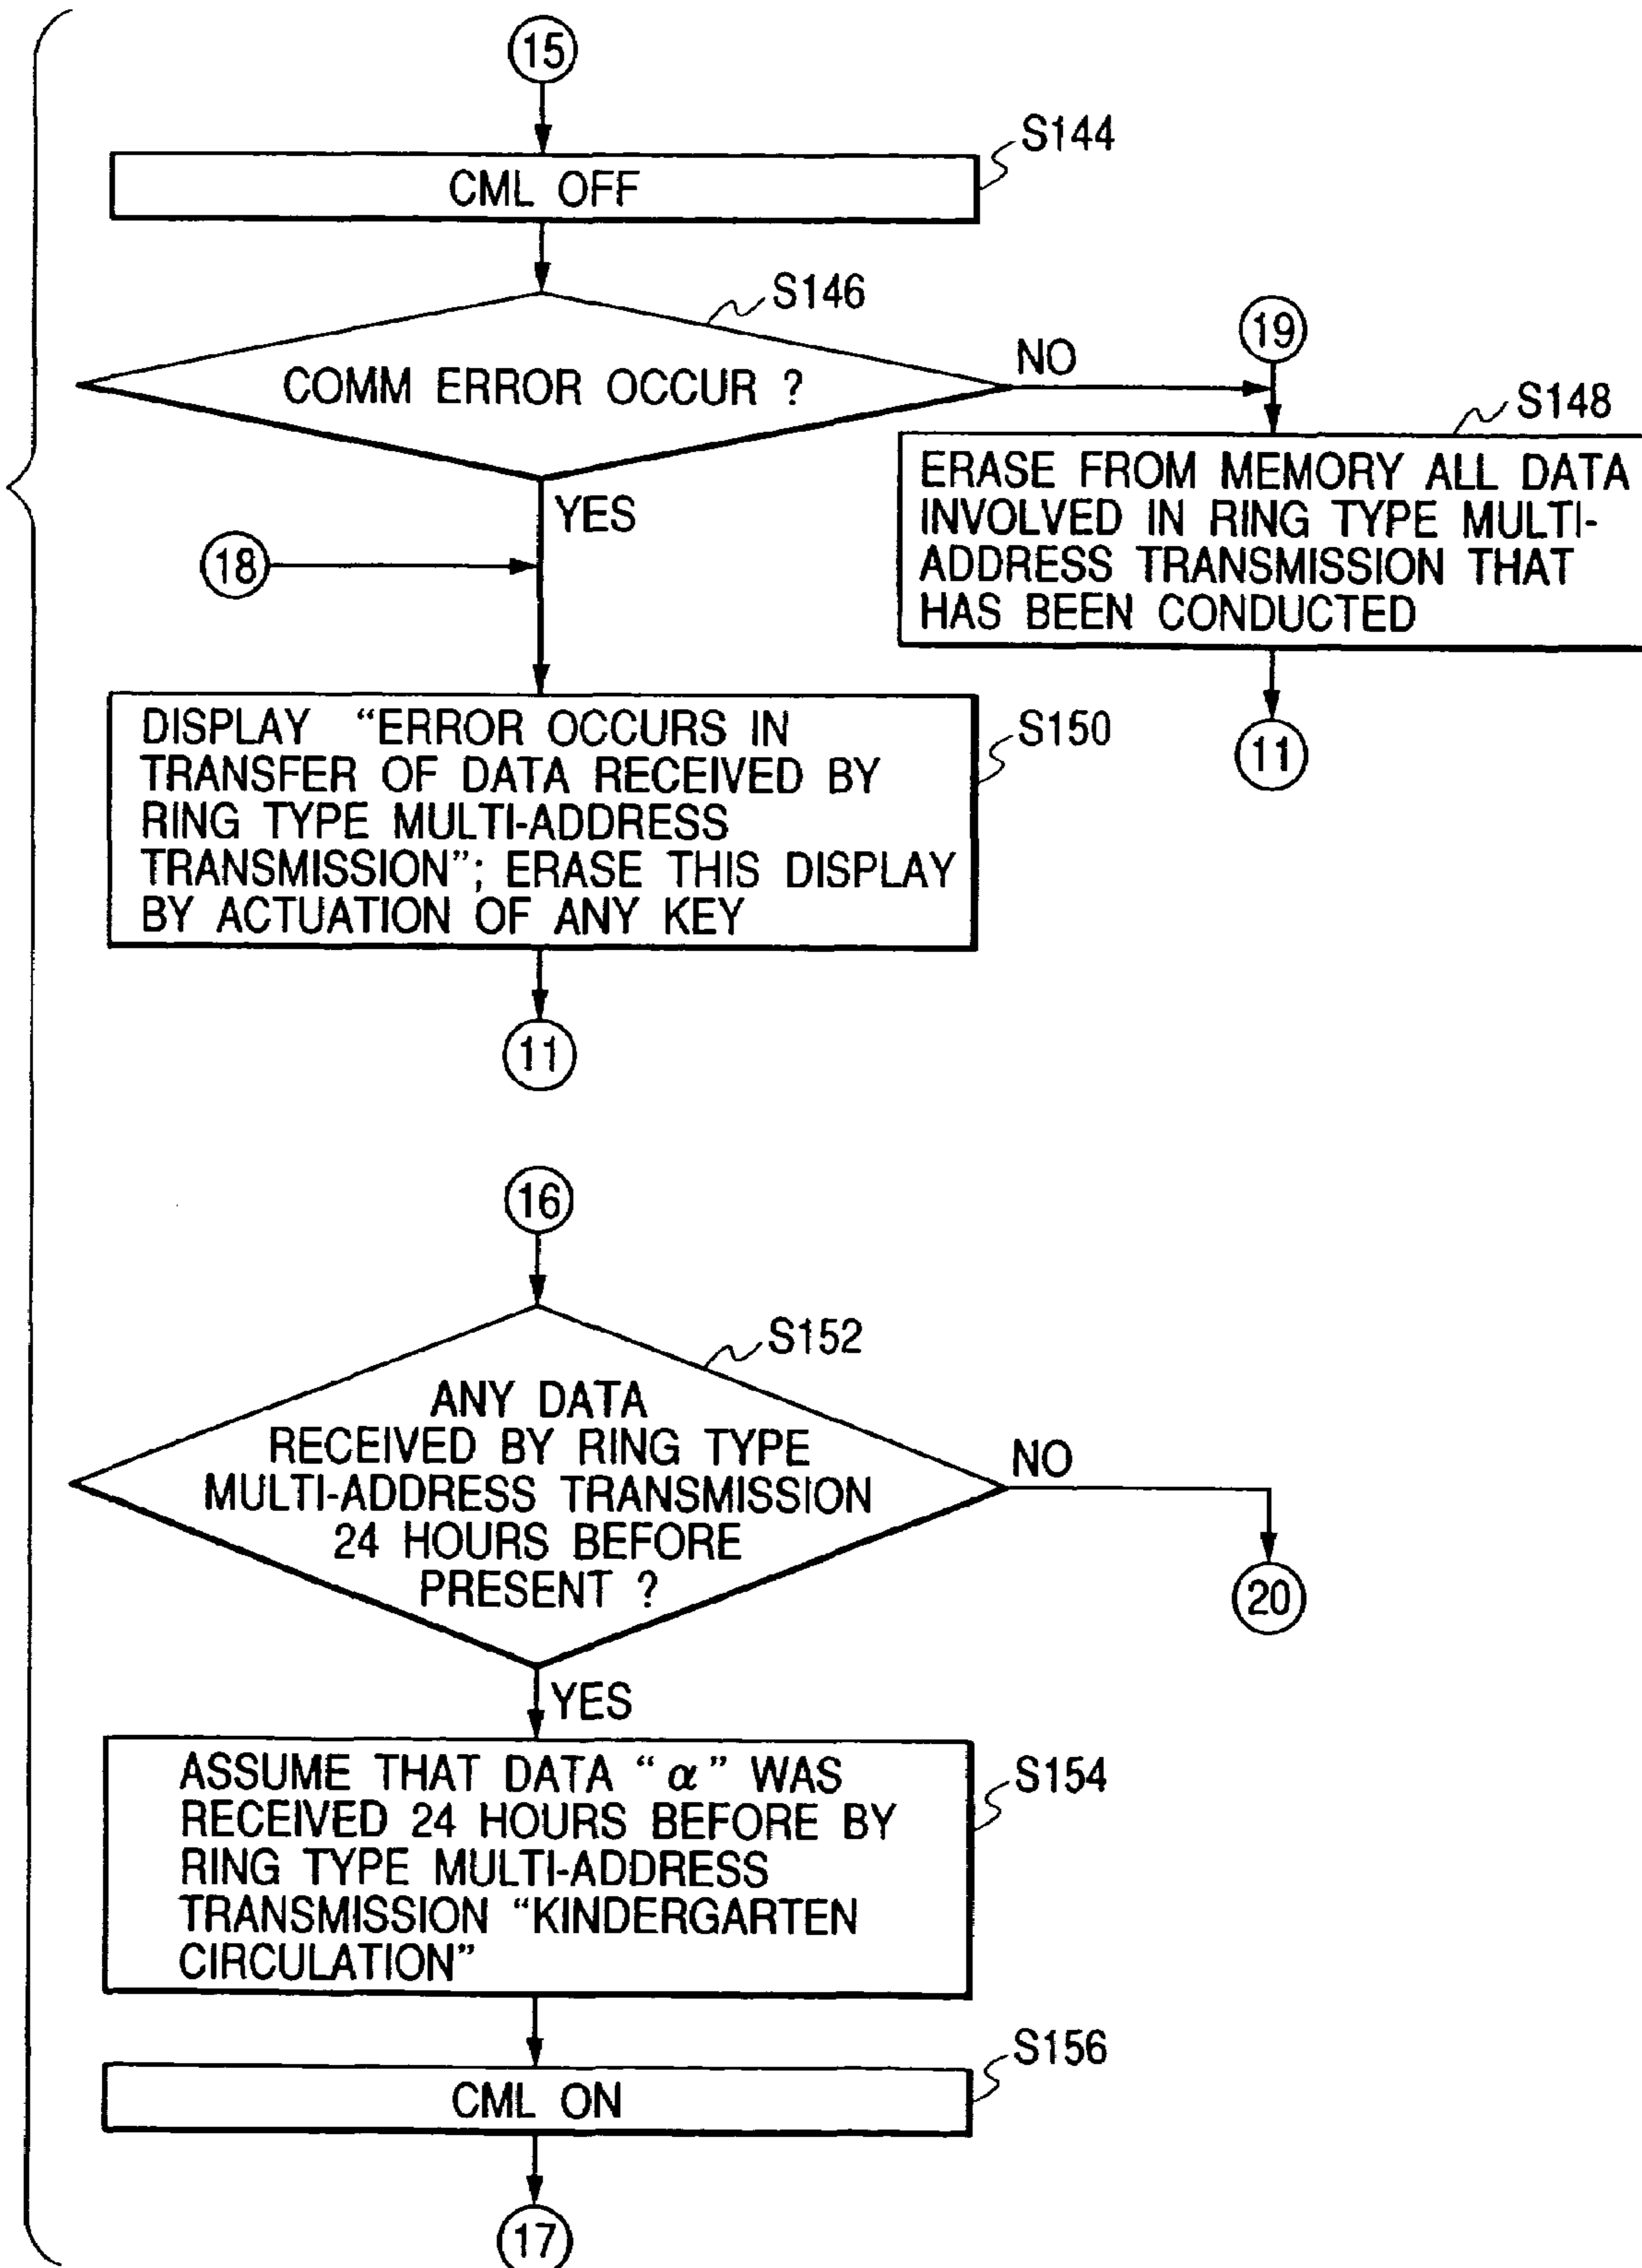 15
S144
CML OFF
S146
COMM ERROR OCCUR ?
NO
19
S148
ERASE FROM MEMORY ALL DATA
INVOLVED IN RING TYPE MULTI-
ADDRESS TRANSMISSION THAT
HAS BEEN CONDUCTED
11
YES
18
S150
DISPLAY “ERROR OCCURS IN
TRANSFER OF DATA RECEIVED BY
RING TYPE MULTI-ADDRESS
TRANSMISSION”; ERASE THIS DISPLAY
BY ACTUATION OF ANY KEY
11
16
S152
ANY DATA
RECEIVED BY RING TYPE
MULTI-ADDRESS TRANSMISSION
24 HOURS BEFORE
PRESENT ?
NO
20
YES
S154
ASSUME THAT DATA “α” WAS
RECEIVED 24 HOURS BEFORE BY
RING TYPE MULTI-ADDRESS
TRANSMISSION “KINDERGARTEN
CIRCULATION”
S156
CML ON
17